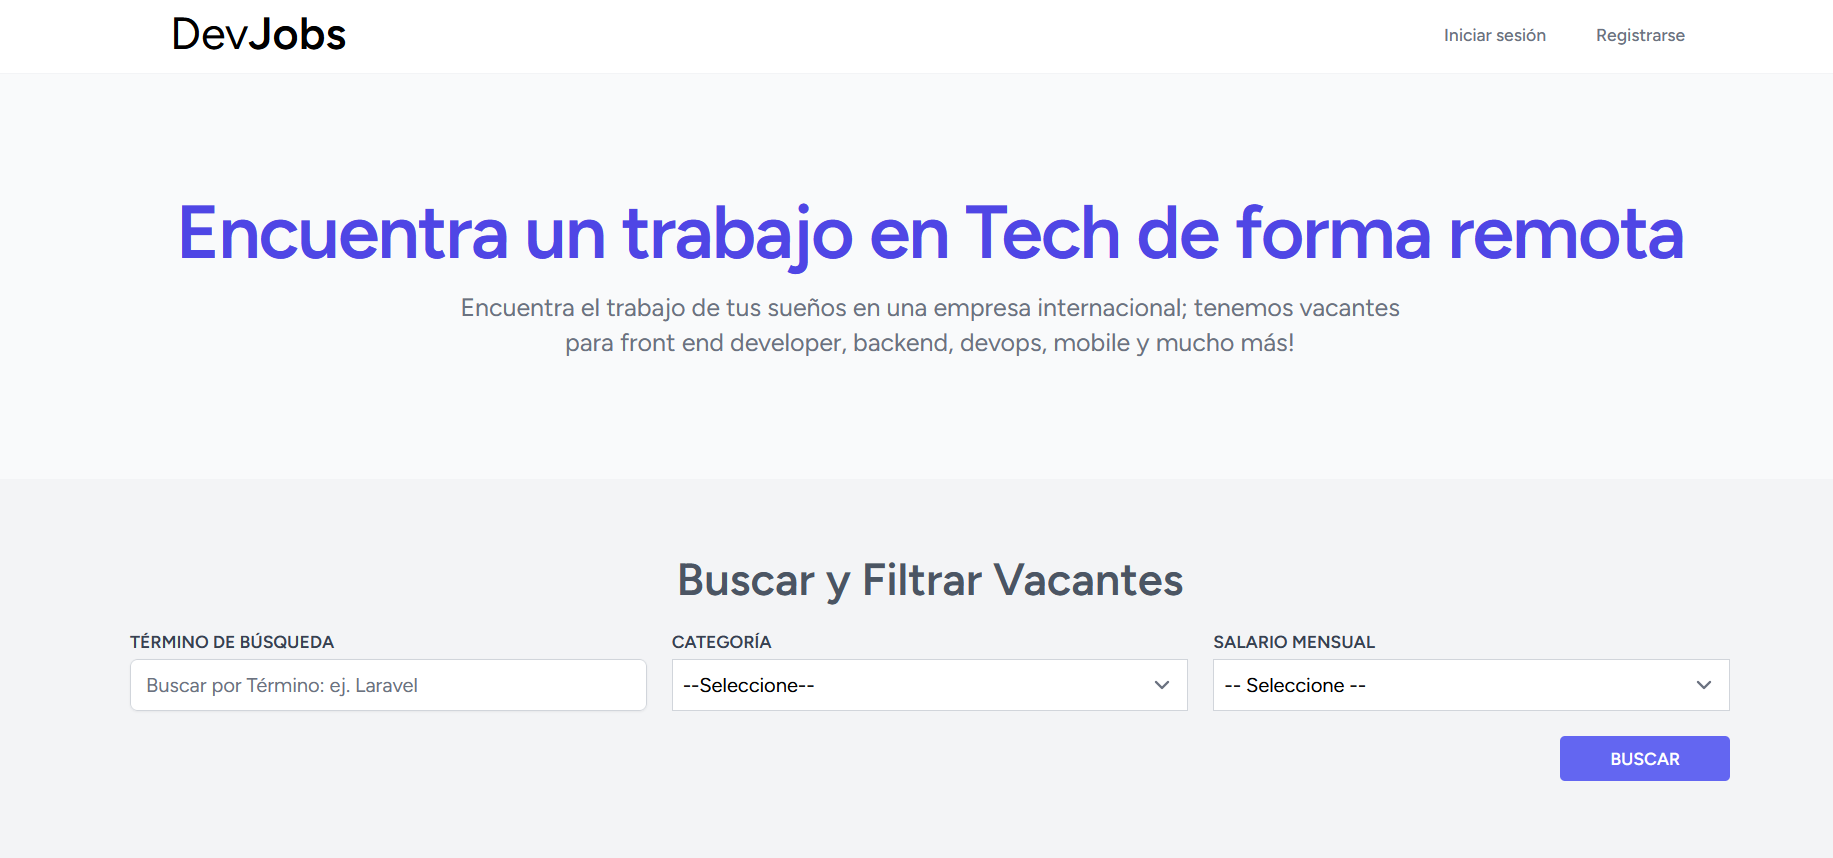 DevJobs
Iniciar sesión
Registrarse
Encuentra un trabajo en Tech de forma remota
Encuentra el trabajo de tus sueños en una empresa internacional; tenemos vacantes
para front end developer, backend, devops, mobile y mucho más!
Buscar y Filtrar Vacantes
TÉRMINO DE BÚSQUEDA
Buscar por Término: ej. Laravel
CATEGORÍA
--Seleccione--
SALARIO MENSUAL
-- Seleccione --
BUSCAR